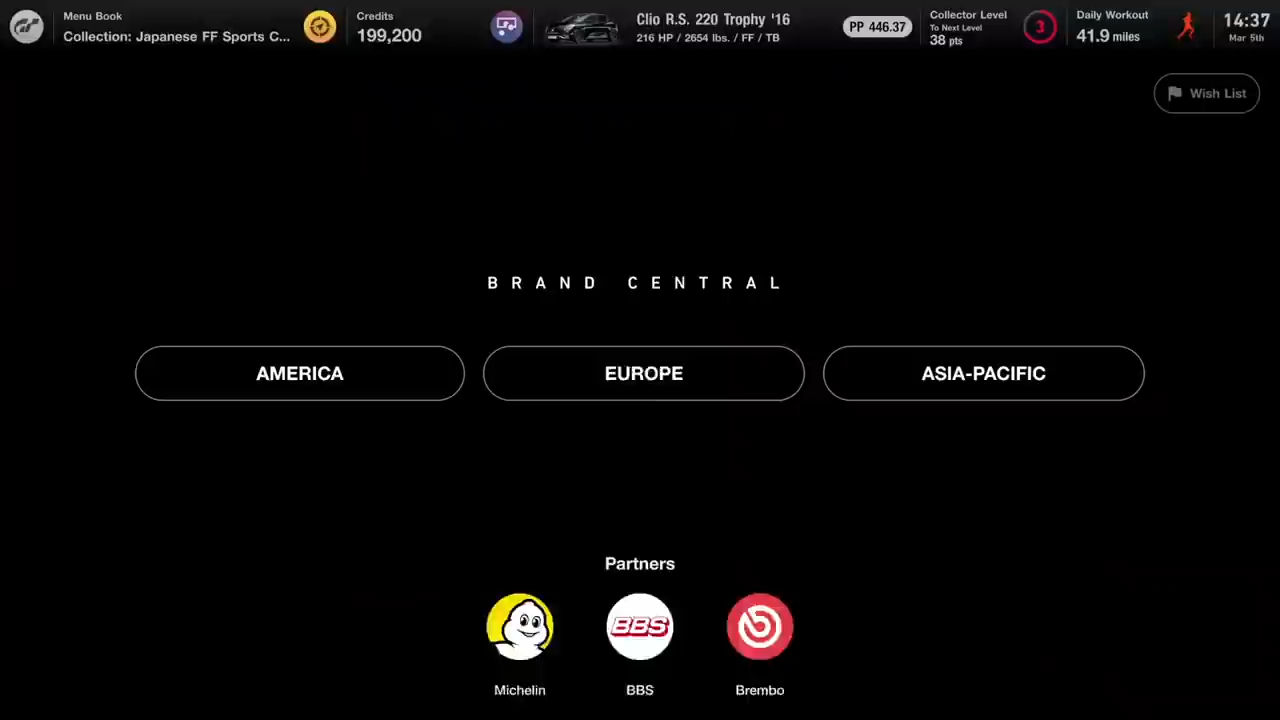 Menu Book
Collection: Japanese FF Sports C...
Credits
199,200
Clio R.S. 220 Trophy '16
216 HP / 2654 lbs. / FF / TB
PP 446.37
Collector Level
To Next Level
38 pts
3
Daily Workout
41.9 miles
14:37
Mar 5th
Wish List
BRAND CENTRAL
AMERICA
EUROPE
ASIA-PACIFIC
Partners
BBS
Michelin
BBS
Brembo